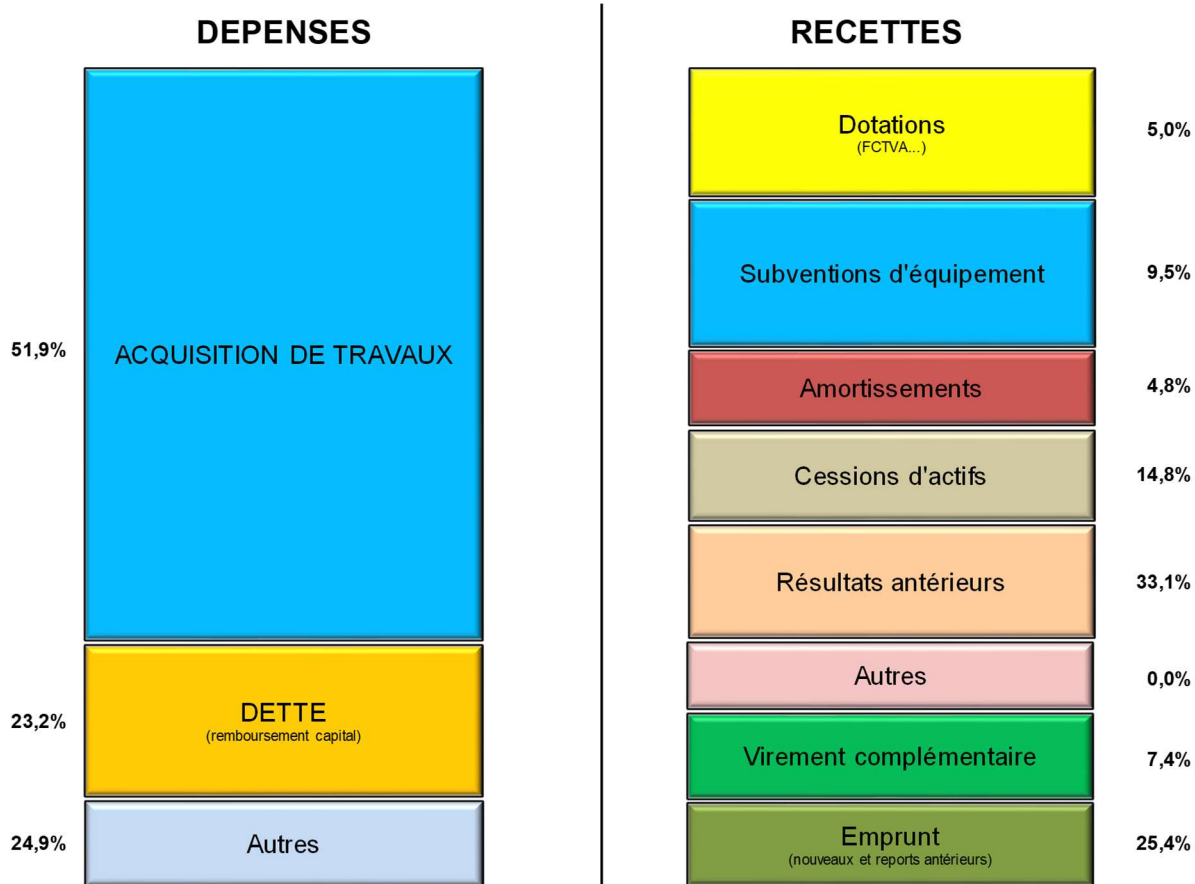 DEPENSES
51,9%
ACQUISITION DE TRAVAUX
23,2%
DETTE
(remboursement capital)
24,9%
Autres
RECETTES
Dotations
(FCTVA...)
5,0%
Subventions d'équipement
9,5%
Amortissements
4,8%
Cessions d'actifs
14,8%
Résultats antérieurs
33,1%
Autres
0,0%
Virement complémentaire
7,4%
Emprunt
(nouveaux et reports antérieurs)
25,4%